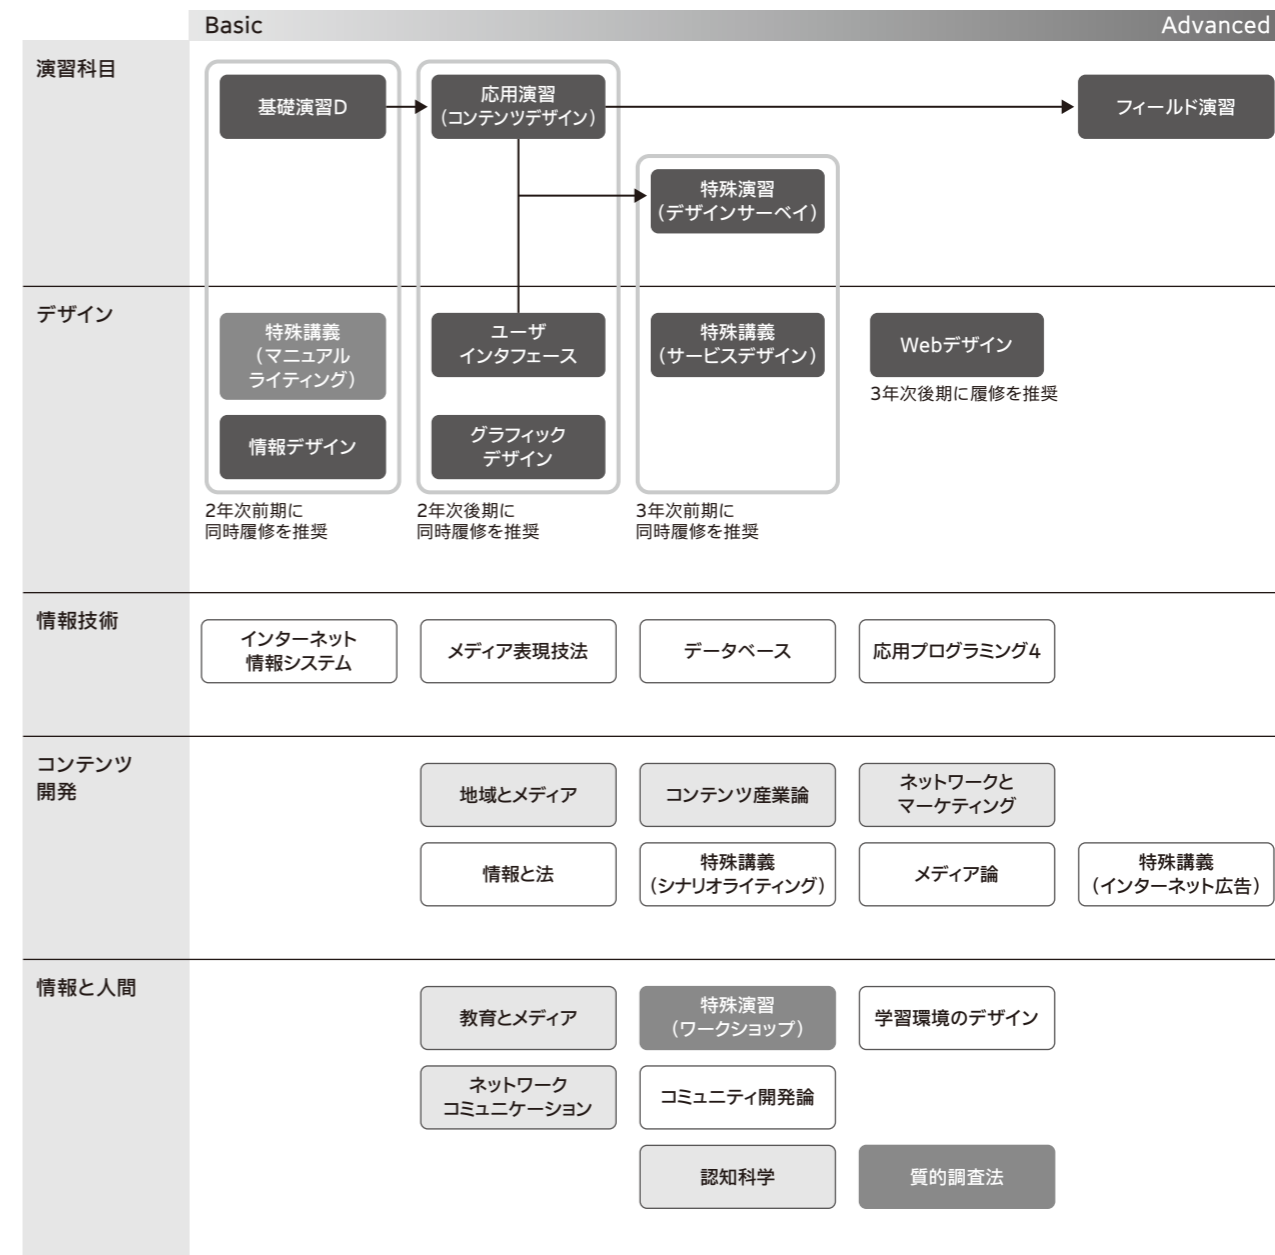 Basic
Advanced
演習科目
基礎演習D
応用演習
（コンテンツデザイン）
フィールド演習
特殊演習
（デザインサーベイ）
デザイン
特殊講義
（マニュアル
ライティング）
ユーザ
インタフェース
特殊講義
（サービスデザイン）
Webデザイン
3年次後期に履修を推奨
情報デザイン
グラフィック
デザイン
2年次前期に
同時履修を推奨
2年次後期に
同時履修を推奨
3年次前期に
同時履修を推奨
情報技術
インターネット
情報システム
メディア表現技法
データベース
応用プログラミング4
コンテンツ
開発
地域とメディア
コンテンツ産業論
ネットワークと
マーケティング
情報と法
特殊講義
（シナリオライティング）
メディア論
特殊講義
（インターネット広告）
情報と人間
教育とメディア
特殊演習
（ワークショップ）
学習環境のデザイン
ネットワーク
コミュニケーション
コミュニティ開発論
認知科学
質的調査法